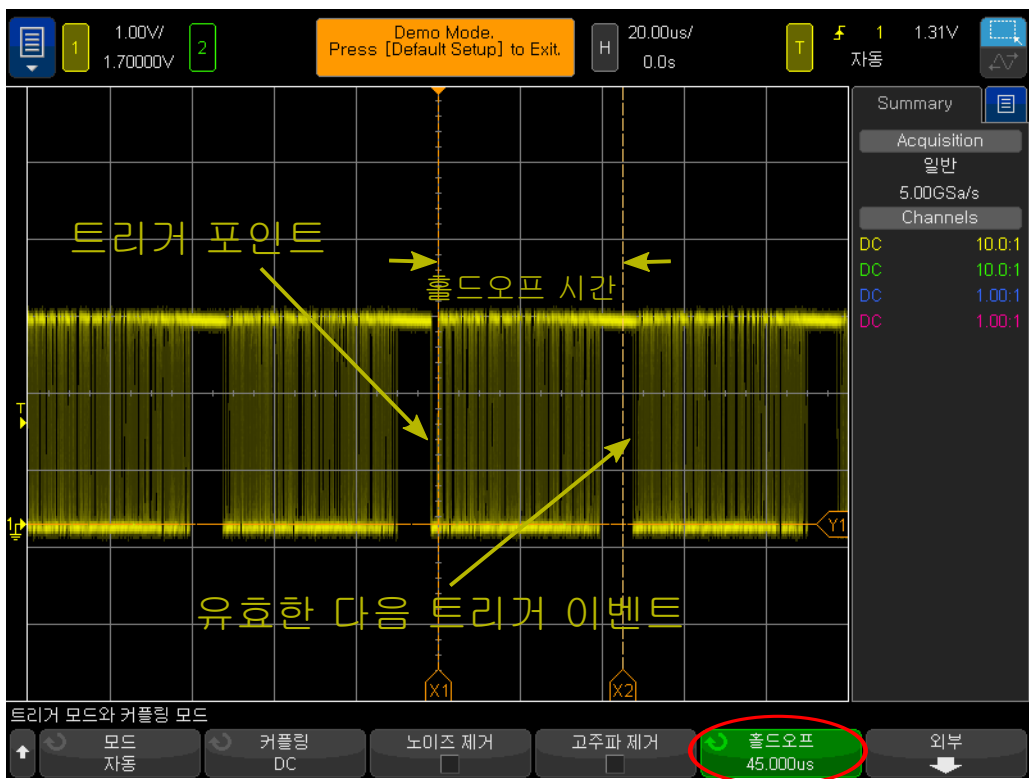 1
1.00V/
1.70000V
2
Demo Mode.
Press [Default Setup] to Exit.
H
20.00us/
0.0s
T
1
1.31V
자동
Summary
Acquisition
일반
5.00GSa/s
Channels
DC 10.0:1
DC 10.0:1
DC 1.00:1
DC 1.00:1
트리거 포인트
홀드오프 시간
T
1
Y1
유효한 다음 트리거 이벤트
X1
X2
트리거 모드와 커플링 모드
모드
자동
커플링
DC
노이즈 제거
고주파 제거
홀드오프
45.000us
외부